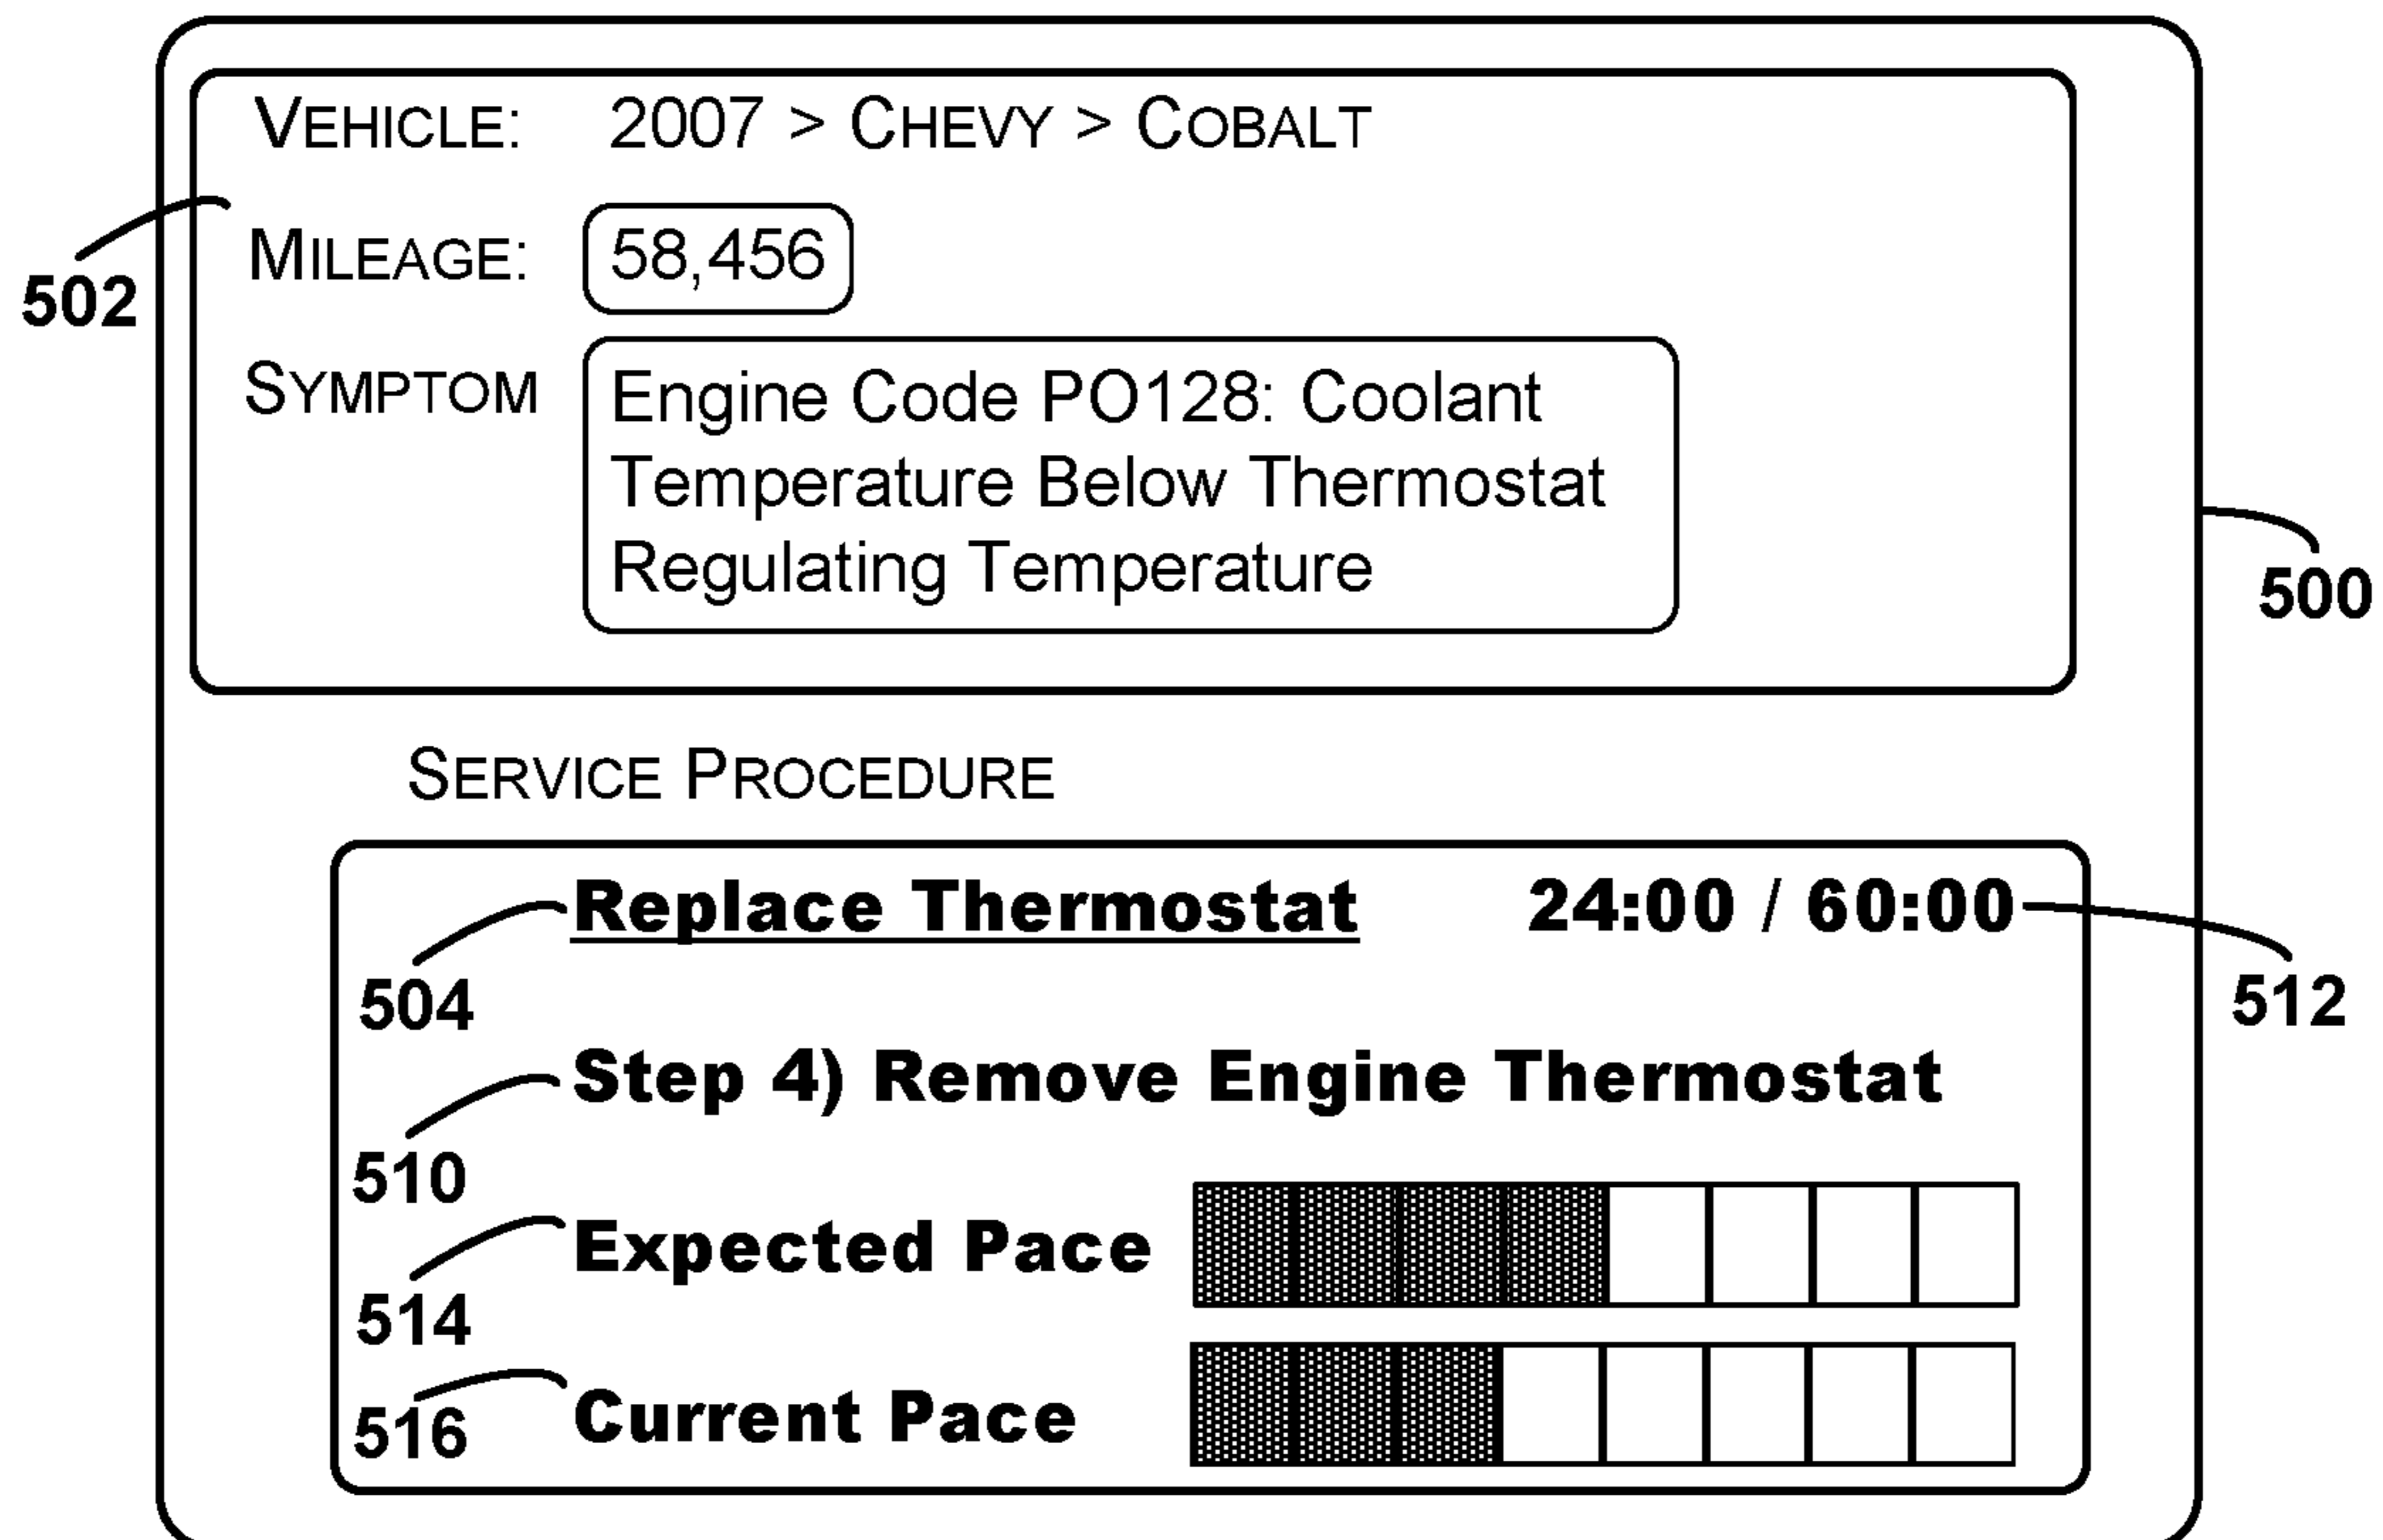 VEHICLE: 2007 > CHEVY > COBALT
502
MILEAGE: 58,456
SYMPTOM Engine Code PO128: Coolant
Temperature Below Thermostat
Regulating Temperature
500
SERVICE PROCEDURE
Replace Thermostat 24:00 / 60:00
504
512
Step 4) Remove Engine Thermostat
510
Expected Pace
514
Current Pace
516